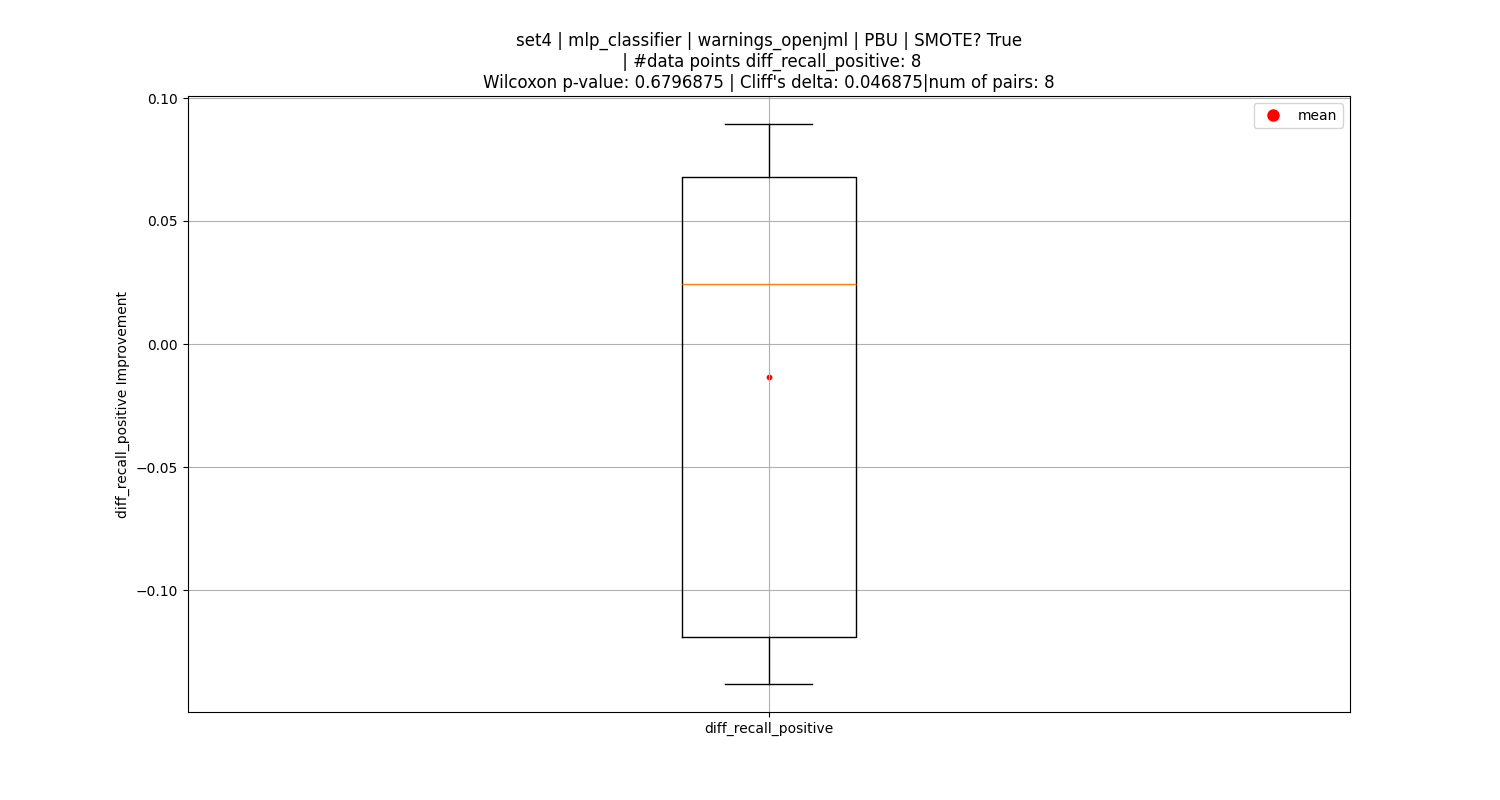 set4 | mlp_classifier | warnings_openjml | PBU | SMOTE? True
| #data points diff_recall_positive: 8
Wilcoxon p-value: 0.6796875 | Cliff's delta: 0.046875|num of pairs: 8
mean
0.10
0.05
0.00
−0.05
−0.10
diff_recall_positive Improvement
diff_recall_positive